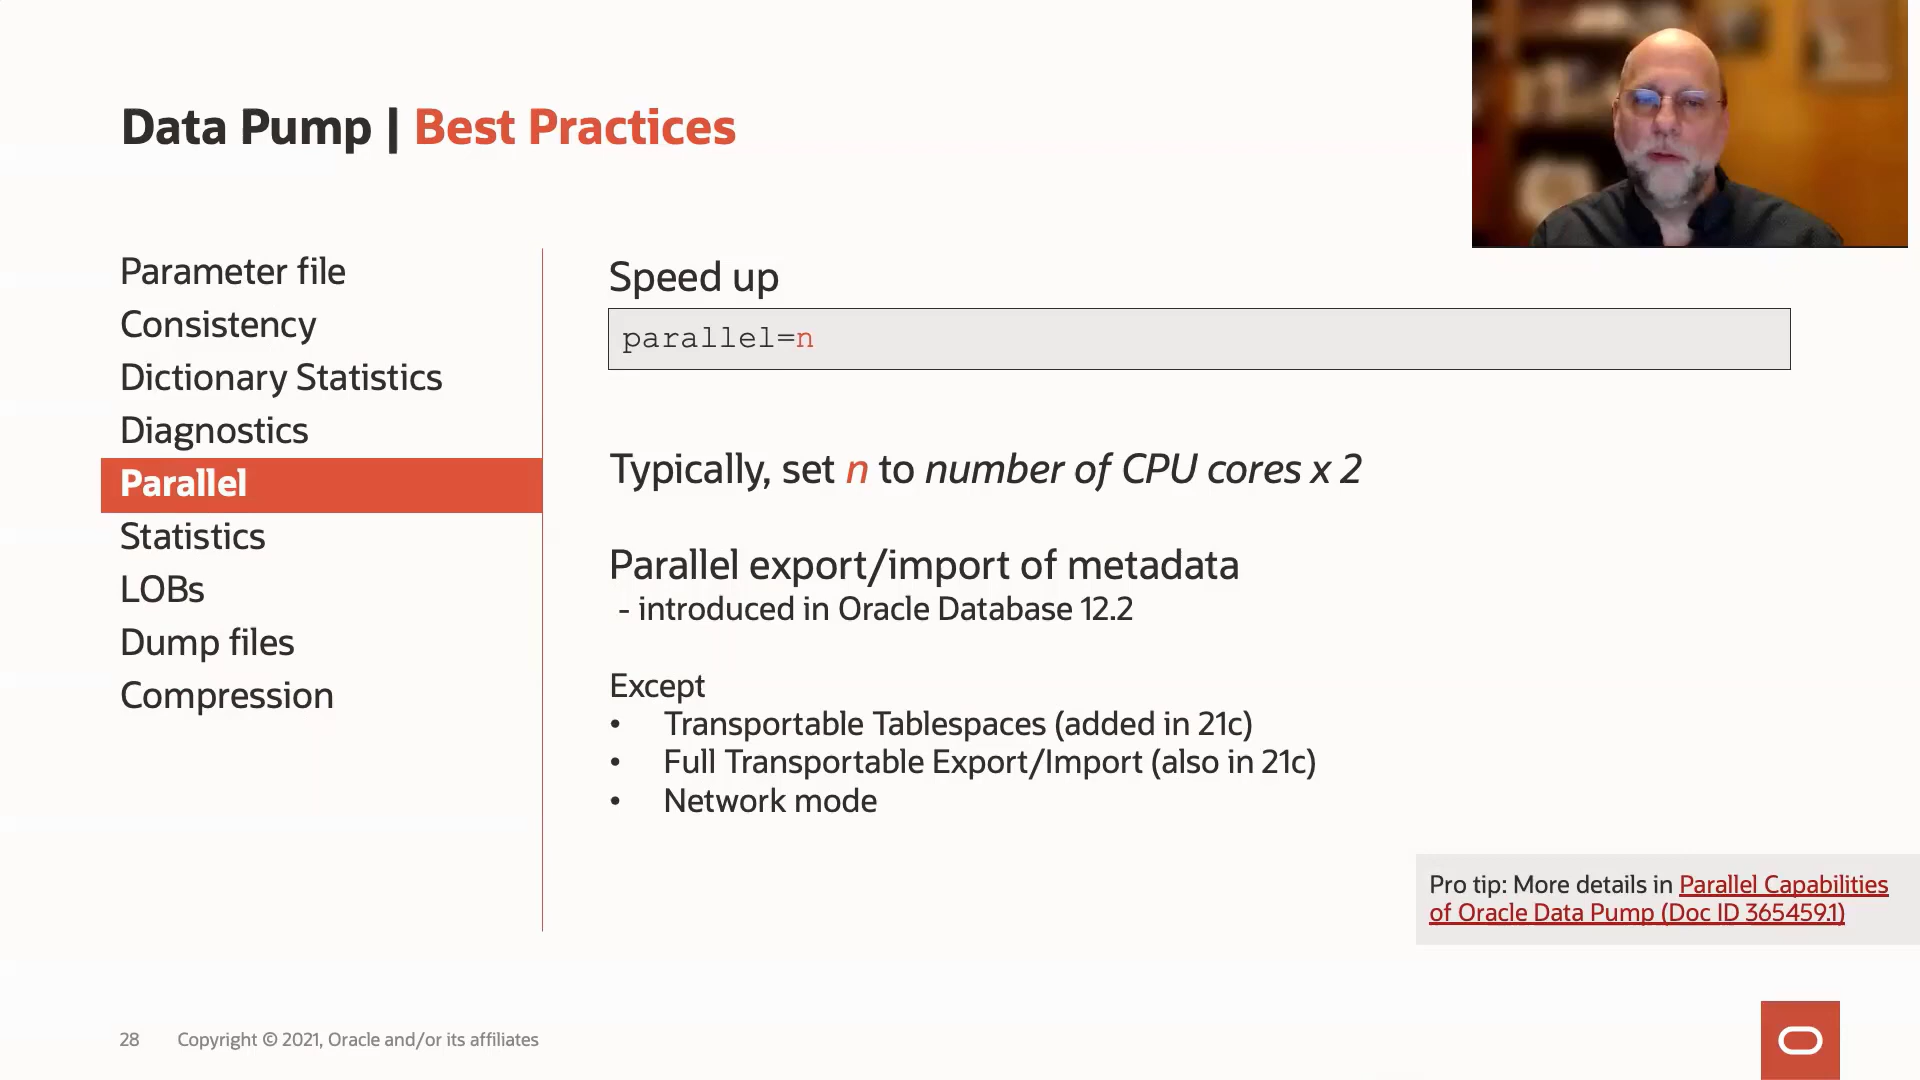 Data Pump | Best Practices
Parameter file
Consistency
Dictionary Statistics
Diagnostics
Parallel
Statistics
LOBs
Dump files
Compression
Speed up
parallel=n
Typically, set n to number of CPU cores x 2
Parallel export/import of metadata
- introduced in Oracle Database 12.2
Except
• Transportable Tablespaces (added in 21c)
• Full Transportable Export/Import (also in 21c)
• Network mode
Pro tip: More details in Parallel Capabilities
of Oracle Data Pump (Doc ID 365459.1)
28 Copyright © 2021, Oracle and/or its affiliates